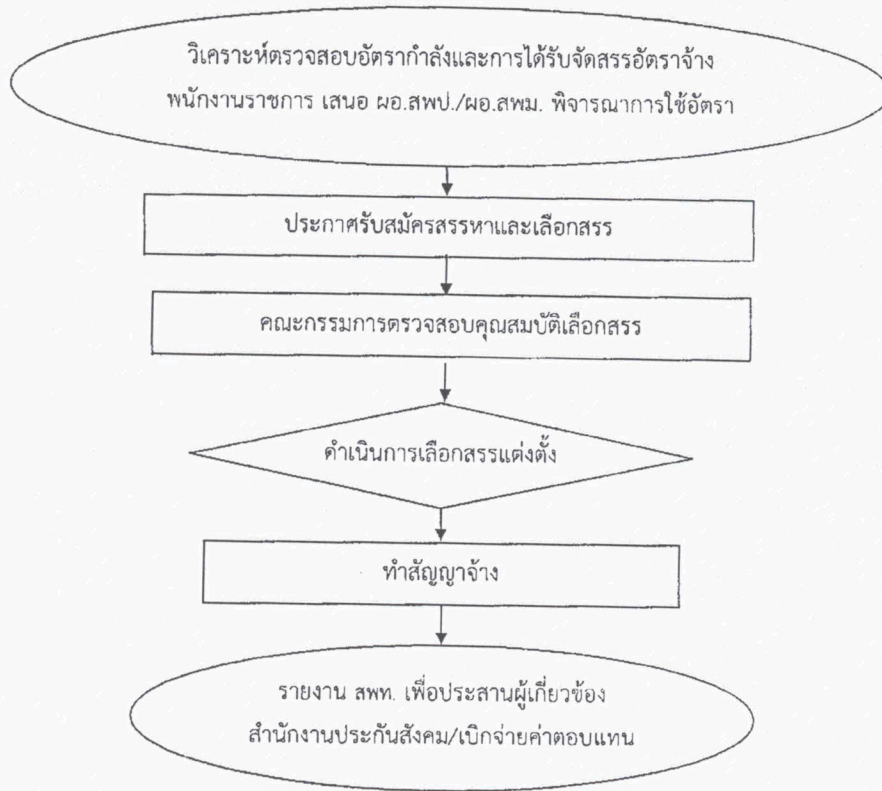 วิเคราะห์ตรวจสอบอัตรากำลังและการได้รับจัดสรรอัตราจ้าง
พนักงานราชการ เสนอ ผอ.สพป./ผอ.สพม. พิจารณาการใช้อัตรา
ประกาศรับสมัครสรรหาและเลือกสรร
คณะกรรมการตรวจสอบคุณสมบัติเลือกสรร
ดำเนินการเลือกสรรแต่งตั้ง
ทำสัญญาจ้าง
รายงาน สพท. เพื่อประสานผู้เกี่ยวข้อง
สำนักงานประกันสังคม/เบิกจ่ายค่าตอบแทน